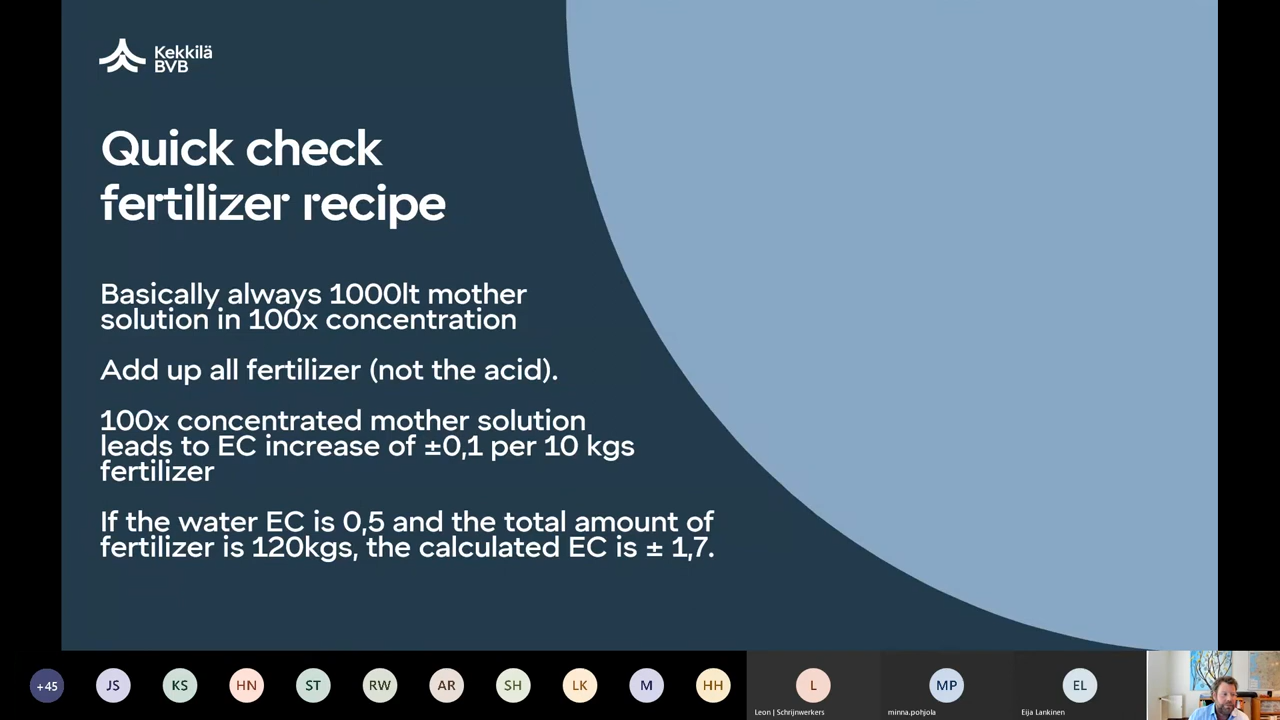 Kekkilä
BVB
Quick check
fertilizer recipe
Basically always 1000lt mother
solution in 100x concentration
Add up all fertilizer (not the acid).
100x concentrated mother solution
leads to EC increase of ±0,1 per 10 kgs
fertilizer
If the water EC is 0,5 and the total amount of
fertilizer is 120kgs, the calculated EC is ± 1,7.
+45
JS
KS
HN
ST
RW
AR
SH
LK
M
HH
L
MP
EL
Leon | Schrijnwerkers
minna.pohjola
Eija Lankinen